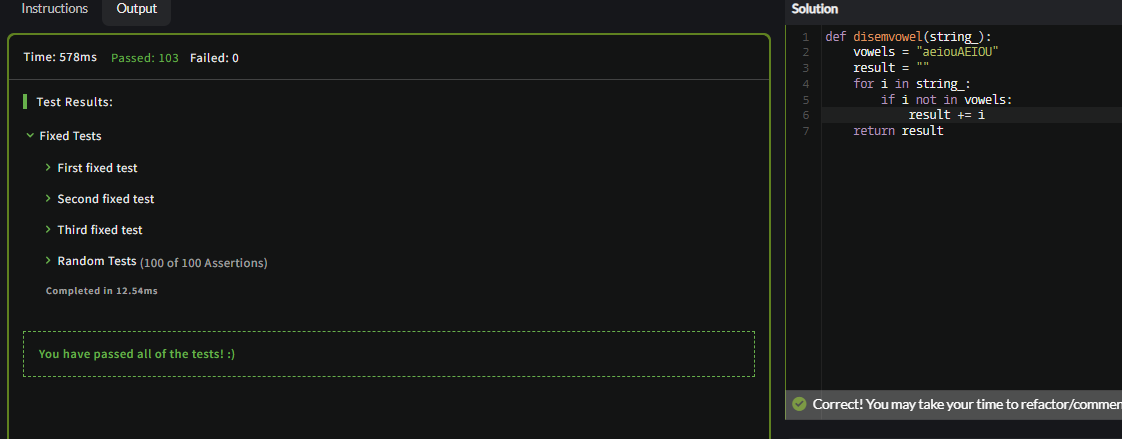 Instructions
Output
Time: 578ms Passed: 103 Failed: 0
Test Results:
Fixed Tests
First fixed test
Second fixed test
Third fixed test
Random Tests (100 of 100 Assertions)
Completed in 12.54ms
You have passed all of the tests! :)
Solution
1 def disemvowel(string_):
2     vowels = "aeiouAEIOU"
3     result = ""
4     for i in string_:
5         if i not in vowels:
6             result += i
7     return result
Correct! You may take your time to refactor/commen